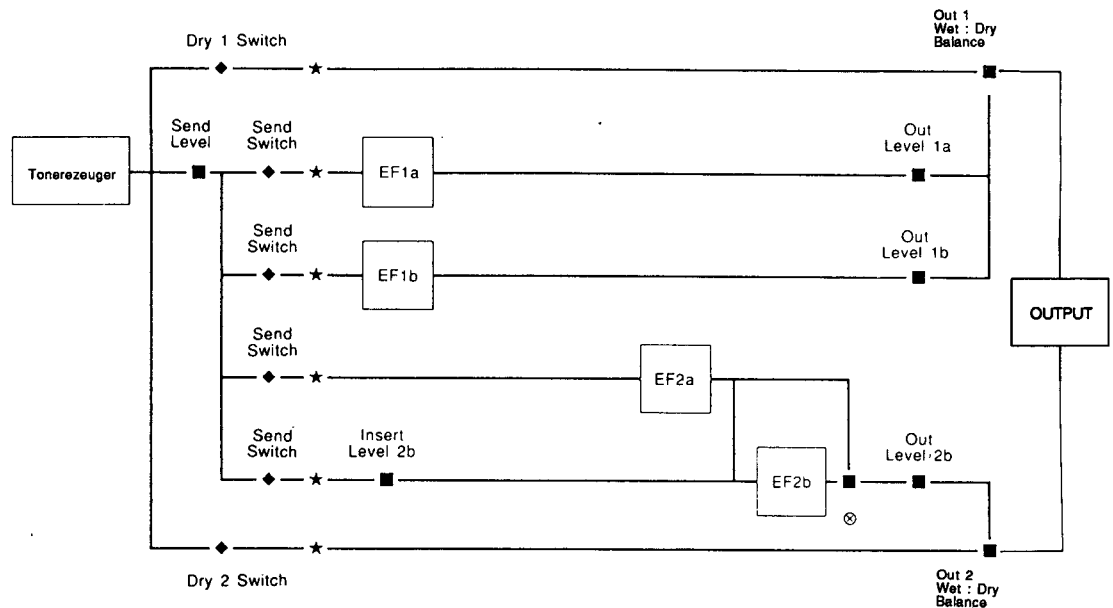 Out 1
Wet : Dry
Balance
Dry 1 Switch
Send
Level
Send
Switch
Out
Level 1a
Tonerezeuger
EF1a
Send
Switch
Out
Level 1b
EF1b
OUTPUT
Send
Switch
EF2a
Send
Switch
Insert
Level 2b
Out
Level 2b
EF2b
Dry 2 Switch
Out 2
Wet : Dry
Balance